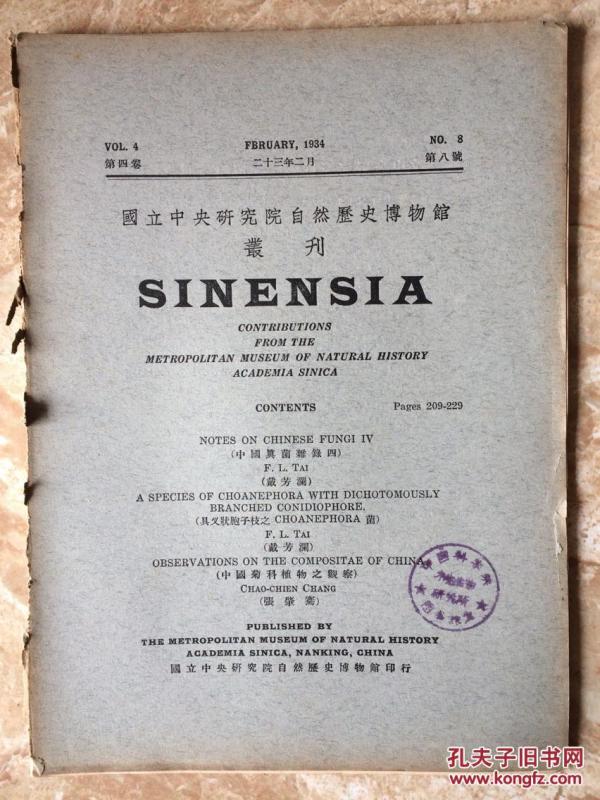 VOL. 4 FBRUARY, 1934 NO. 8
第四卷 二十三年二月 第八號
國立中央研究院自然歷史博物館
叢刊
SINENSIA
CONTRIBUTIONS
FROM THE
METROPOLITAN MUSEUM OF NATURAL HISTORY
ACADEMIA SINICA
CONTENTS Pages 209-229
NOTES ON CHINESE FUNGI IV
(中國眞菌雜錄四)
F. L. TAI
(戴芳瀾)
A SPECIES OF CHOANEPHORA WITH DICHOTOMOUSLY
BRANCHED CONIDIOPHORE.
(具叉狀胞子枝之 CHOANEPHORA 菌)
F. L. TAI
(戴芳瀾)
OBSERVATIONS ON THE COMPOSITAE OF CHINA
(中國菊科植物之觀察)
CHAO-CHIEN CHANG
(張肇騫)
PUBLISHED BY
THE METROPOLITAN MUSEUM OF NATURAL HISTORY
ACADEMIA SINICA, NANKING, CHINA
國立中央研究院自然歷史博物館印行
研究所
孔夫子旧书网
www.kongfz.com